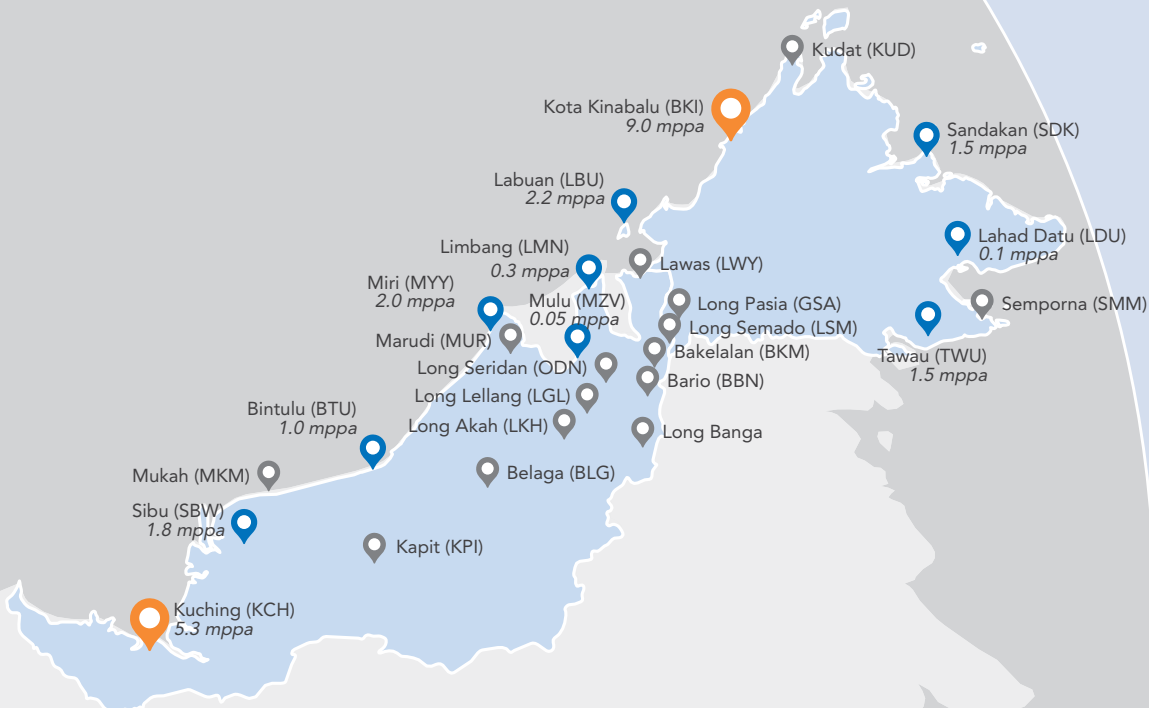 Kudat (KUD)
Kota Kinabalu (BKI)
9.0 mppa
Sandakan (SDK)
1.5 mppa
Labuan (LBU)
2.2 mppa
Lahad Datu (LDU)
0.1 mppa
Limbang (LMN)
0.3 mppa
Lawas (LWY)
Miri (MYY)
2.0 mppa
Mulu (MZV)
0.05 mppa
Long Pasia (GSA)
Semporna (SMM)
Long Semado (LSM)
Marudi (MUR)
Bakelalan (BKM)
Tawau (TWU)
1.5 mppa
Long Seridan (ODN)
Bario (BBN)
Long Lellang (LGL)
Bintulu (BTU)
1.0 mppa
Long Akah (LKH)
Long Banga
Mukah (MKM)
Belaga (BLG)
Sibu (SBW)
1.8 mppa
Kapit (KPI)
Kuching (KCH)
5.3 mppa